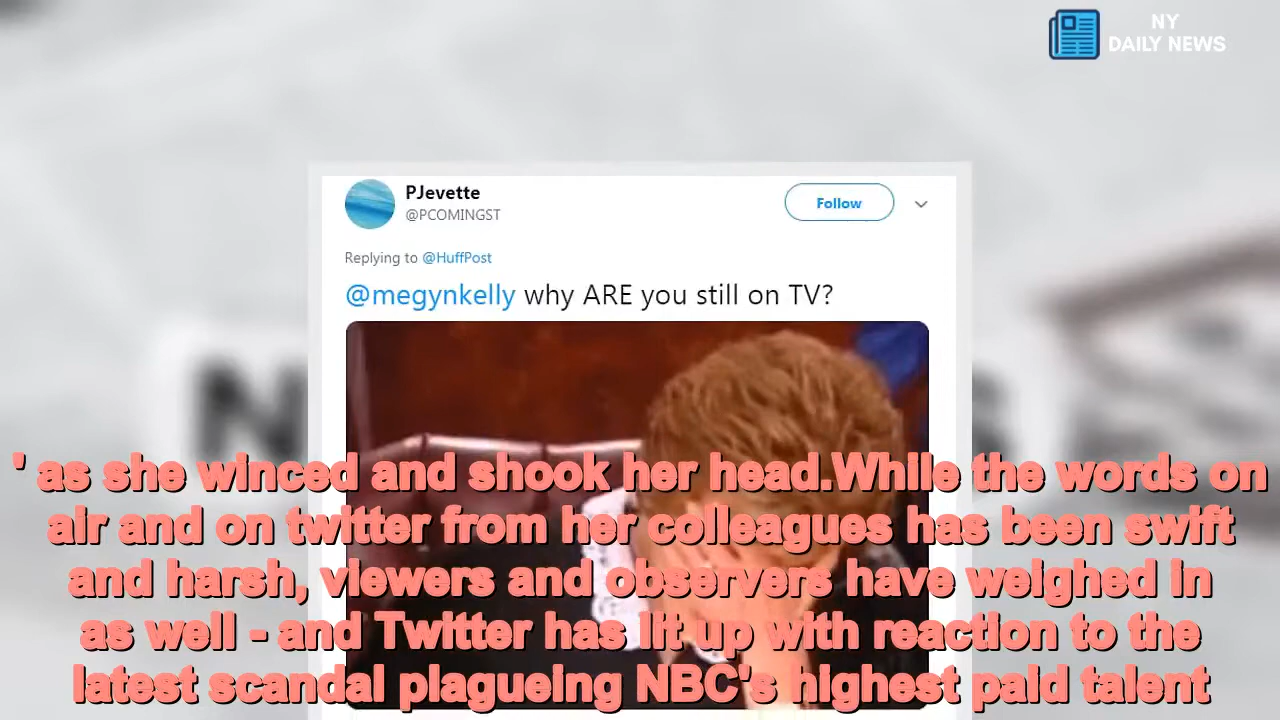 NY
DAILY NEWS
PJevette
@PCOMINGST
Follow
Replying to @HuffPost
@megynkelly why ARE you still on TV?
' as she winced and shook her head.While the words on
air and on twitter from her colleagues has been swift
and harsh, viewers and observers have weighed in
as well - and Twitter has lit up with reaction to the
latest scandal plagueing NBC's highest paid talent